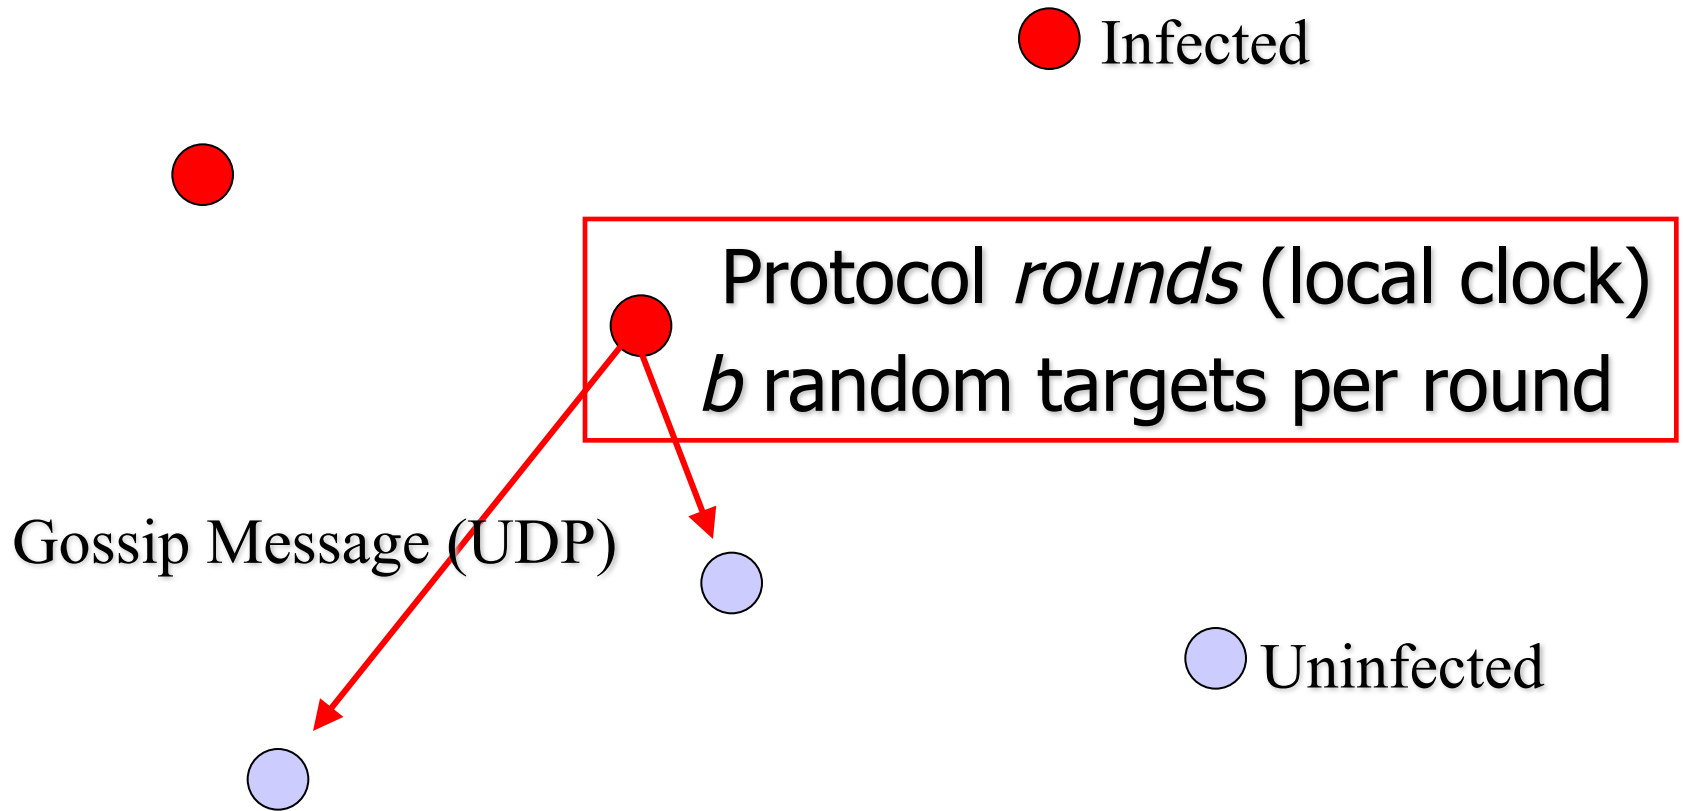 Infected
Protocol rounds (local clock)
b random targets per round
Gossip Message (UDP)
Uninfected